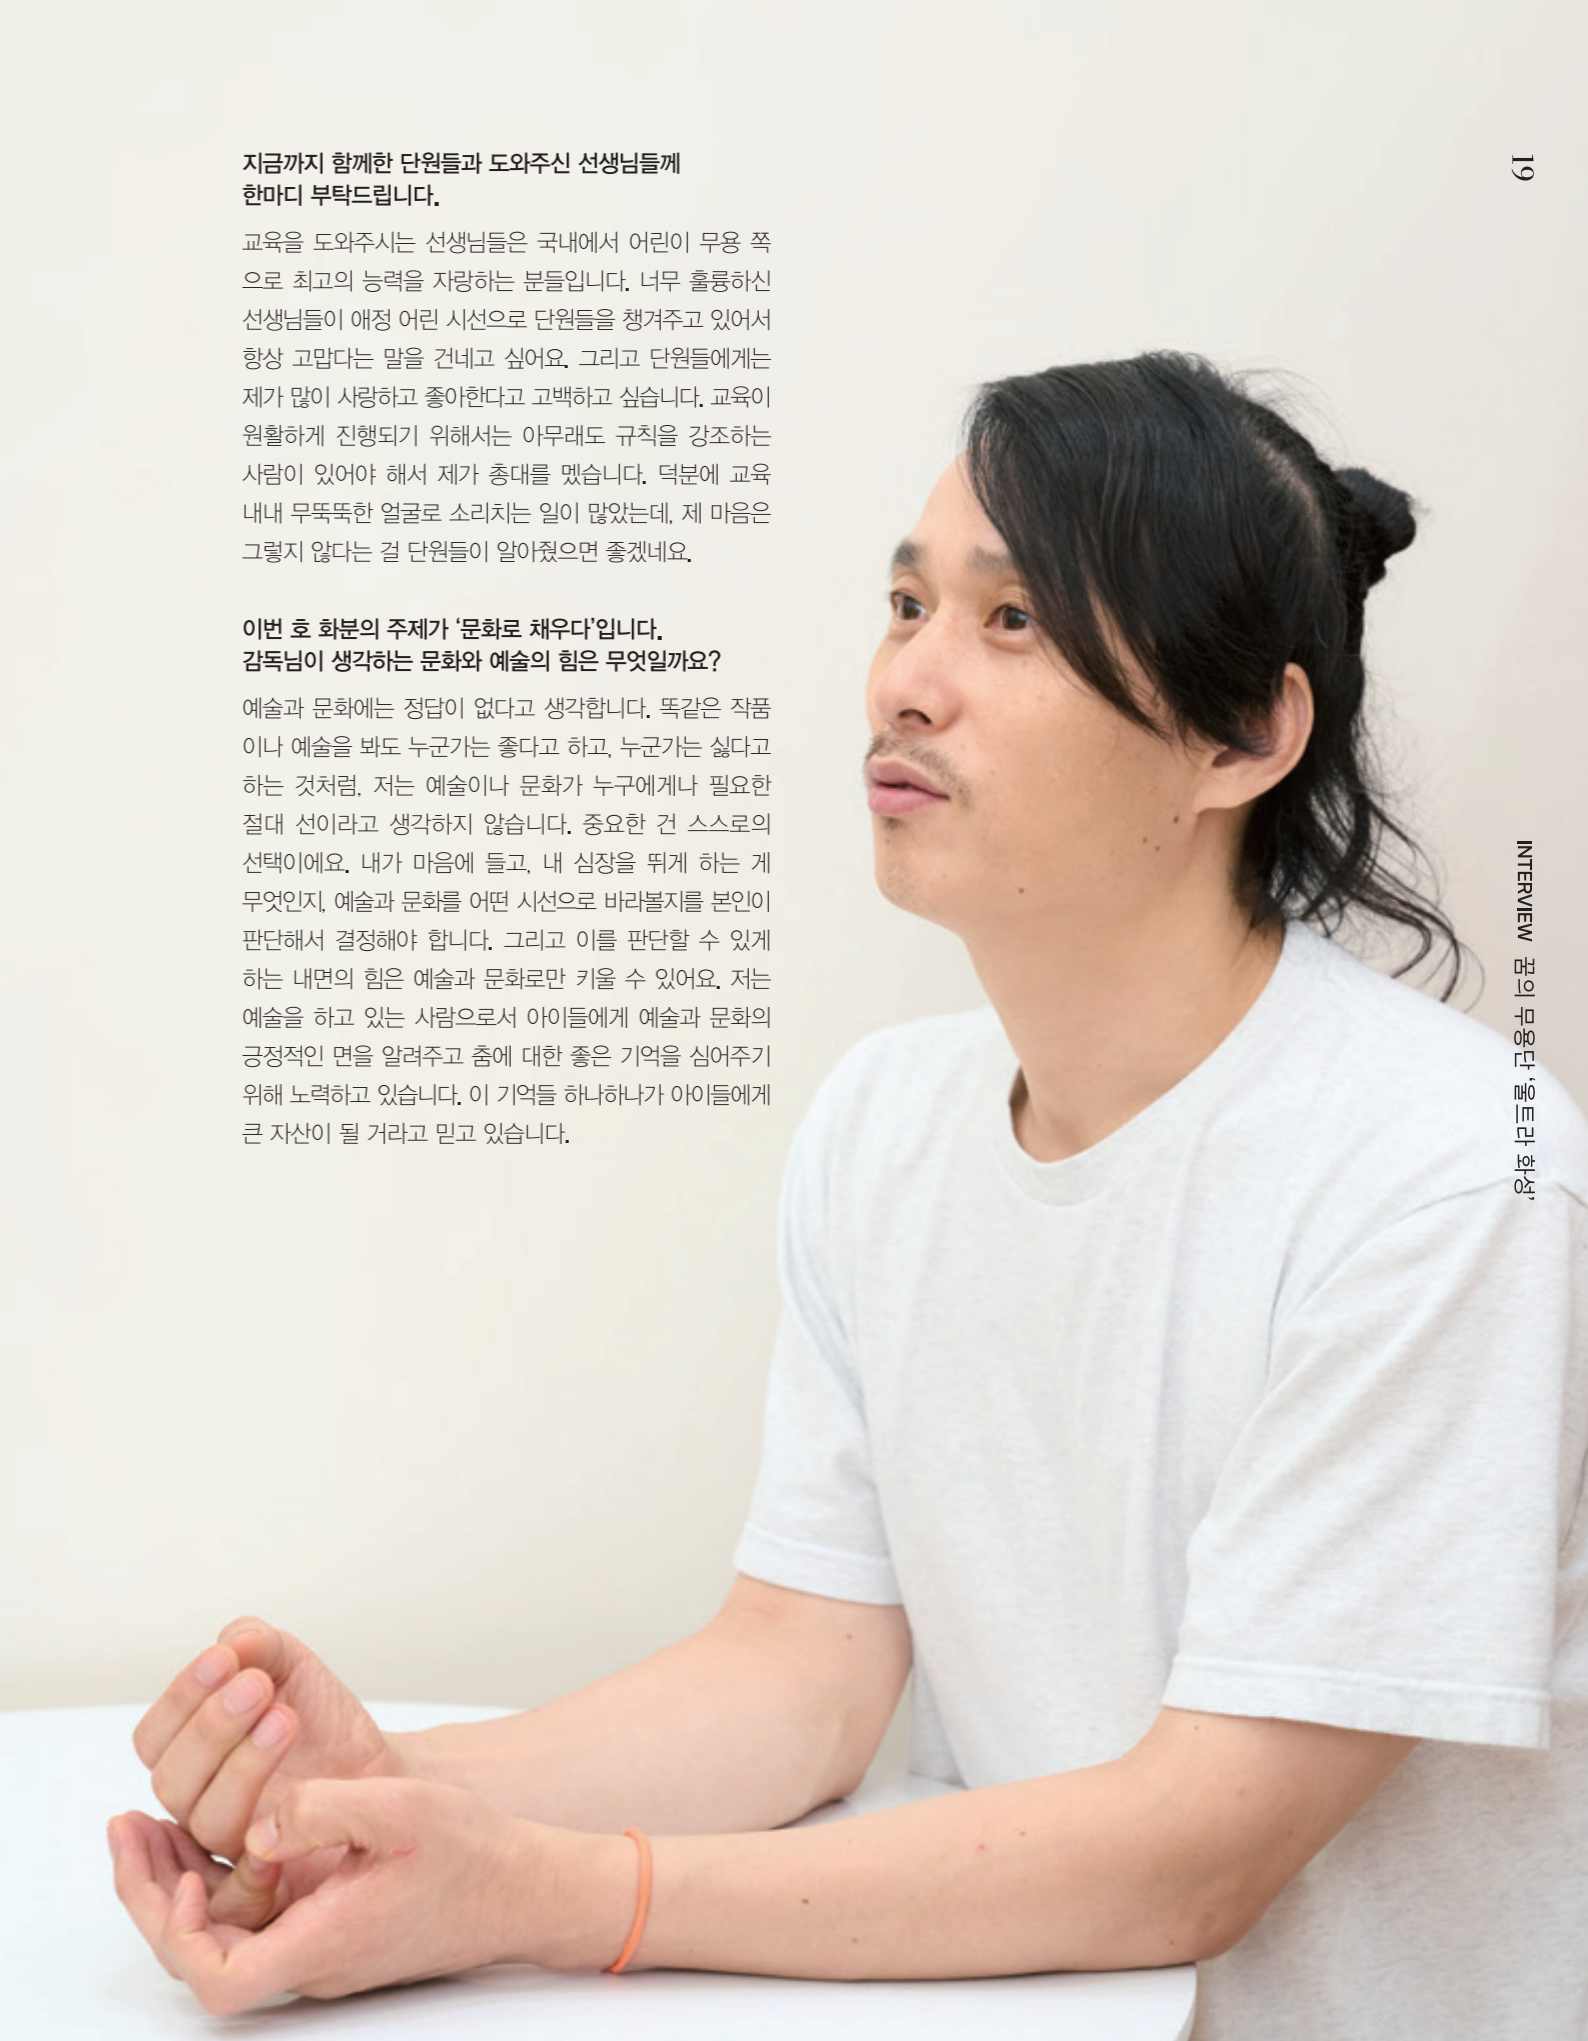 지금까지 함께한 단원들과 도와주신 선생님들께
한마디 부탁드립니다.
교육을 도와주시는 선생님들은 국내에서 어린이 무용 쪽
으로 최고의 능력을 자랑하는 분들입니다. 너무 훌륭하신
선생님들이 애정 어린 시선으로 단원들을 챙겨주고 있어서
항상 고맙다는 말을 건네고 싶어요. 그리고 단원들에게는
제가 많이 사랑하고 좋아한다고 고백하고 싶습니다. 교육이
원활하게 진행되기 위해서는 아무래도 규칙을 강조하는
사람이 있어야 해서 제가 총대를 멨습니다. 덕분에 교육
내내 무뚝뚝한 얼굴로 소리치는 일이 많았는데, 제 마음은
그렇지 않다는 걸 단원들이 알아줬으면 좋겠네요.
이번 호 화분의 주제가 ‘문화로 채우다’입니다.
감독님이 생각하는 문화와 예술의 힘은 무엇일까요?
예술과 문화에는 정답이 없다고 생각합니다. 똑같은 작품
이나 예술을 봐도 누군가는 좋다고 하고, 누군가는 싫다고
하는 것처럼, 저는 예술이나 문화가 누구에게나 필요한
절대 선이라고 생각하지 않습니다. 중요한 건 스스로의
선택이에요. 내가 마음에 들고, 내 심장을 뛰게 하는 게
무엇인지, 예술과 문화를 어떤 시선으로 바라볼지를 본인이
판단해서 결정해야 합니다. 그리고 이를 판단할 수 있게
하는 내면의 힘은 예술과 문화로만 키울 수 있어요. 저는
예술을 하고 있는 사람으로서 아이들에게 예술과 문화의
긍정적인 면을 알려주고 춤에 대한 좋은 기억을 심어주기
위해 노력하고 있습니다. 이 기억들 하나하나가 아이들에게
큰 자산이 될 거라고 믿고 있습니다.
19
INTERVIEW 꿈의 무용단 ‘울트라 화성’